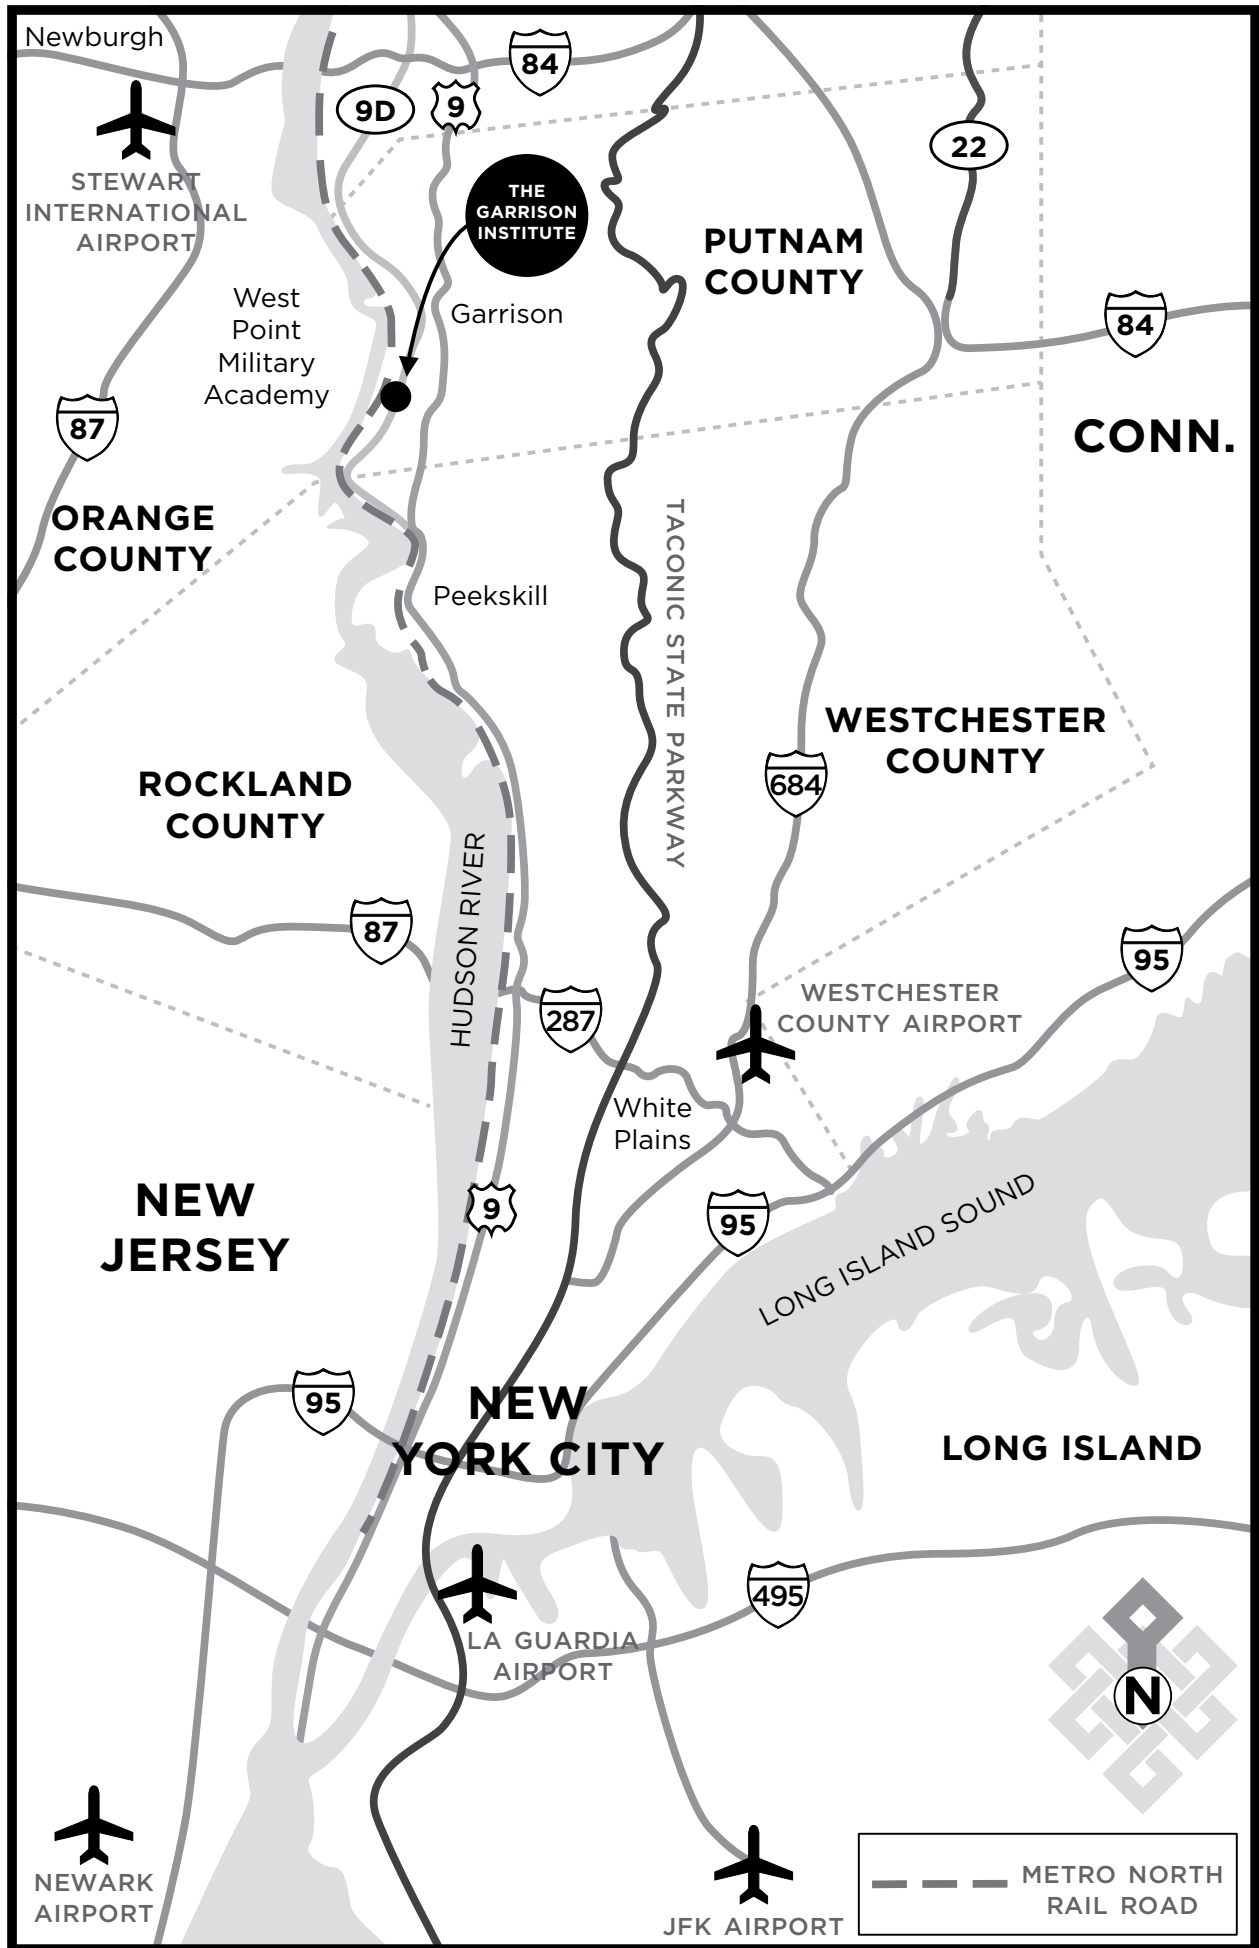 Newburgh
84
9D
9
22
STEWART
INTERNATIONAL
AIRPORT
THE
GARRISON
INSTITUTE
PUTNAM
COUNTY
West
Point
Military
Academy
Garrison
84
87
CONN.
ORANGE
COUNTY
TACONIC STATE PARKWAY
Peekskill
WESTCHESTER
COUNTY
684
ROCKLAND
COUNTY
HUDSON RIVER
87
95
287
WESTCHESTER
COUNTY AIRPORT
White
Plains
NEW
JERSEY
9
95
LONG ISLAND SOUND
95
NEW
YORK CITY
LONG ISLAND
495
LA GUARDIA
AIRPORT
N
NEWARK
AIRPORT
JFK AIRPORT
METRO NORTH
RAIL ROAD